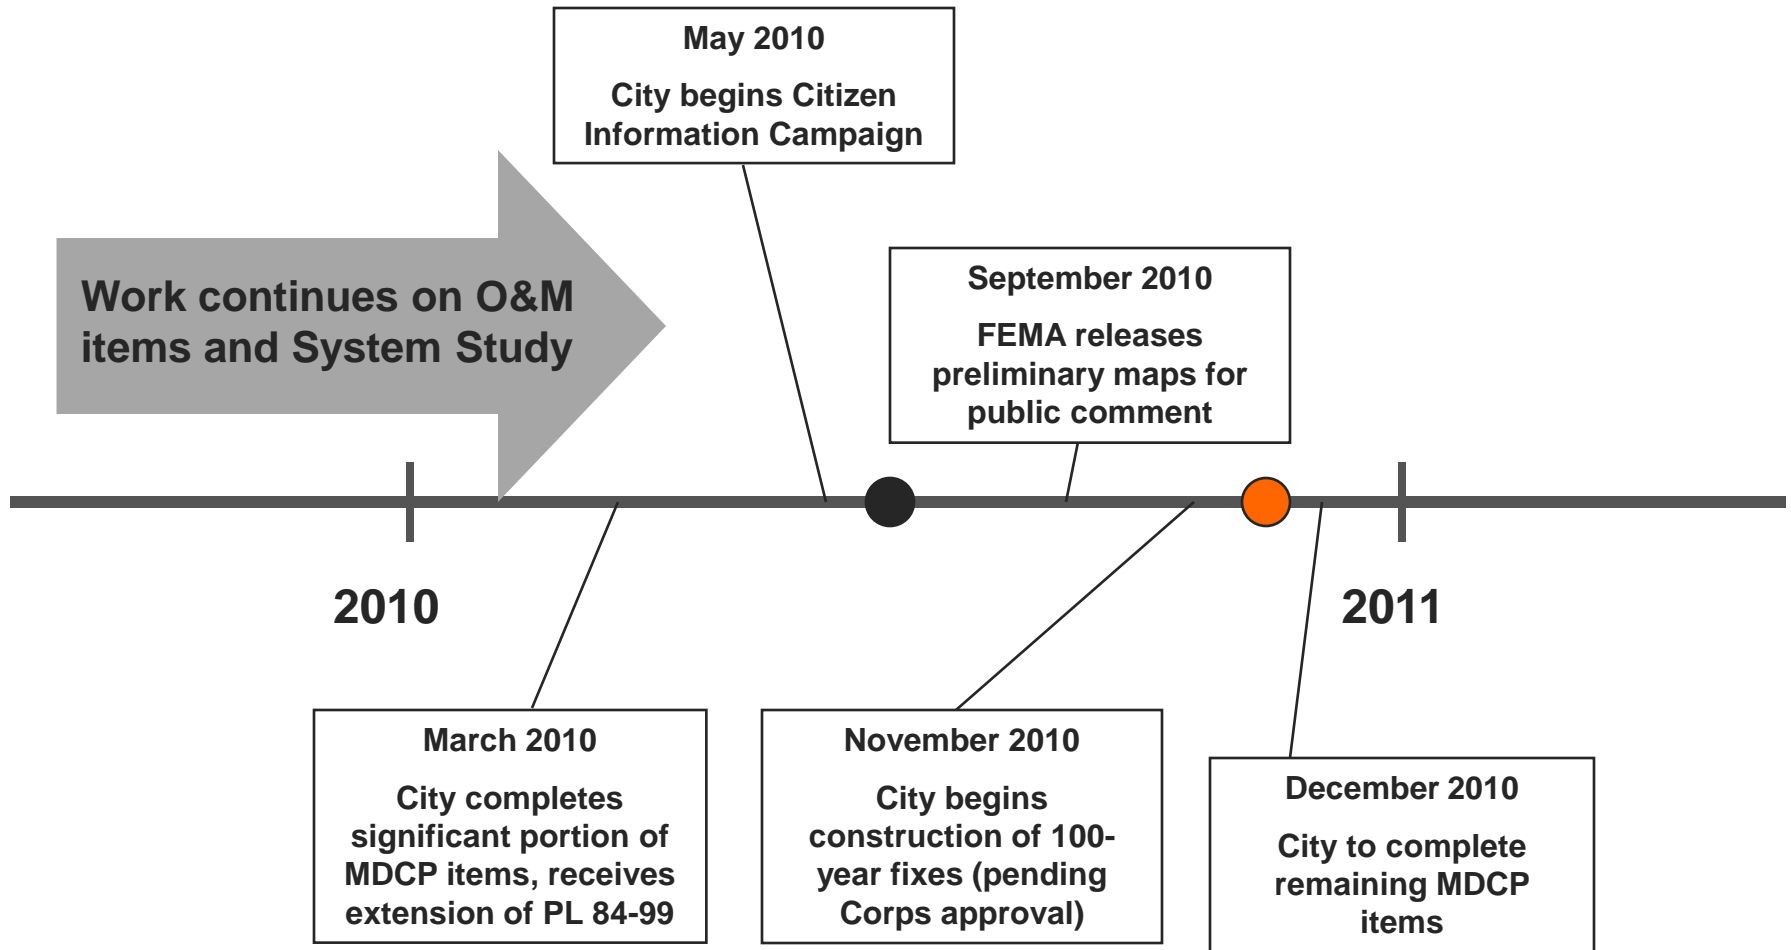 May 2010
City begins Citizen
Information Campaign
Work continues on O&M
items and System Study
September 2010
FEMA releases
preliminary maps for
public comment
2010
2011
March 2010
City completes
significant portion of
MDCP items, receives
extension of PL 84-99
November 2010
City begins
construction of 100-
year fixes (pending
Corps approval)
December 2010
City to complete
remaining MDCP
items